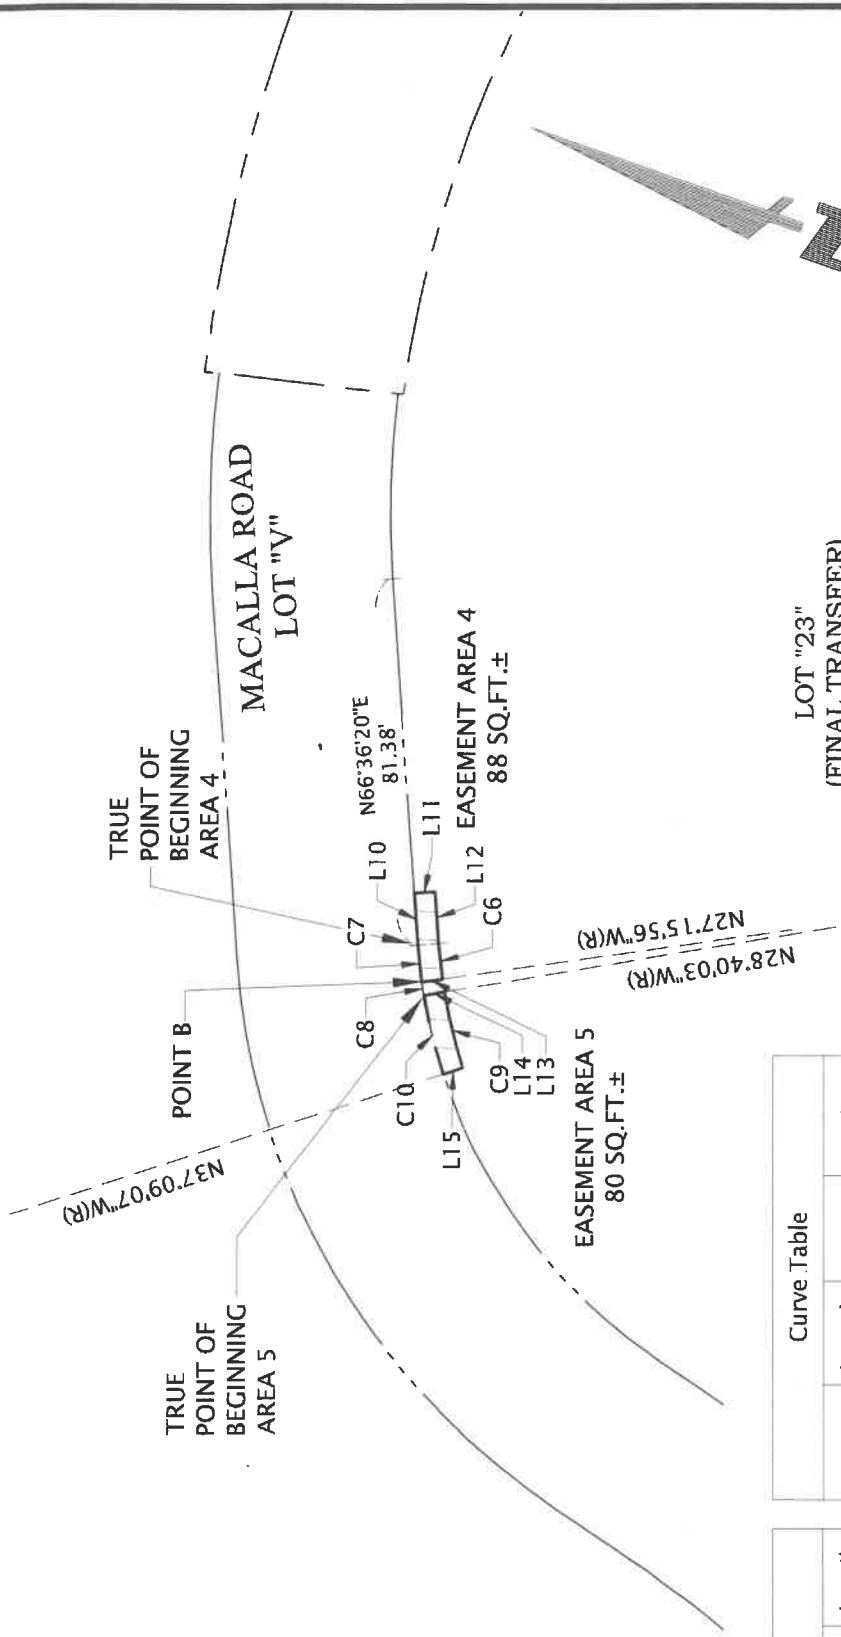 TRUE
POINT OF
BEGINNING
AREA 5
POINT B
TRUE
POINT OF
BEGINNING
AREA 4
MACALLA ROAD
LOT "V"
N37°09'07"W(R)
C10
C8
C7
L10
N66°36'20"E
81.38'
L11
L15
C9
L14
L13
C6
L12
EASEMENT AREA 4
88 SQ.FT.±
EASEMENT AREA 5
80 SQ.FT.±
N28°40'03"W(R)
N27°15'56"W(R)
LOT "23"
(FINAL TRANSFER)
Curve Table